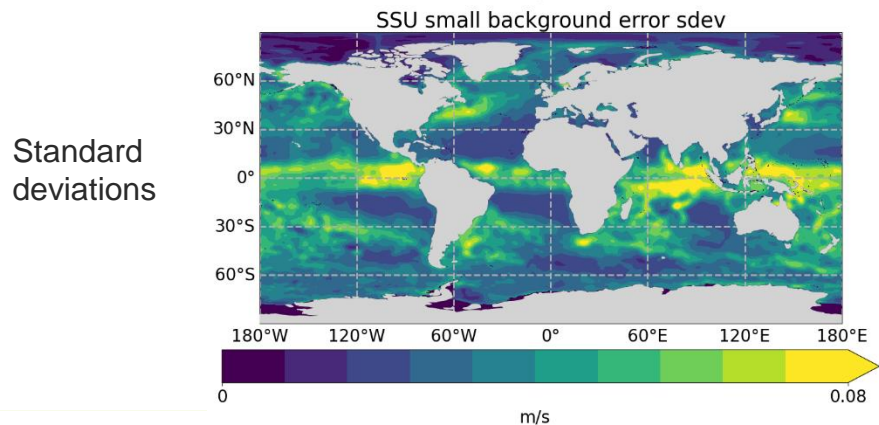 SSU small background error sdev
Standard
deviations
60°N
30°N
0°
30°S
60°S
180°W 120°W 60°W 0° 60°E 120°E 180°E
0 0.08
m/s